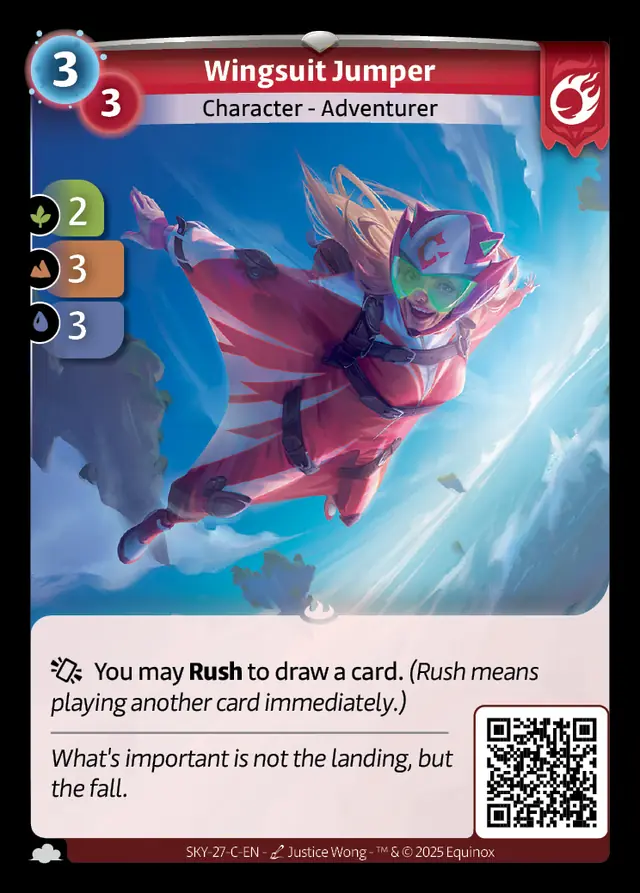 3
Wingsuit Jumper
3
Character - Adventurer
2
3
3
C
You may Rush to draw a card. (Rush means
playing another card immediately.)
What's important is not the landing, but
the fall.
SKY-27-C-EN - Justice Wong - ™ & © 2025 Equinox